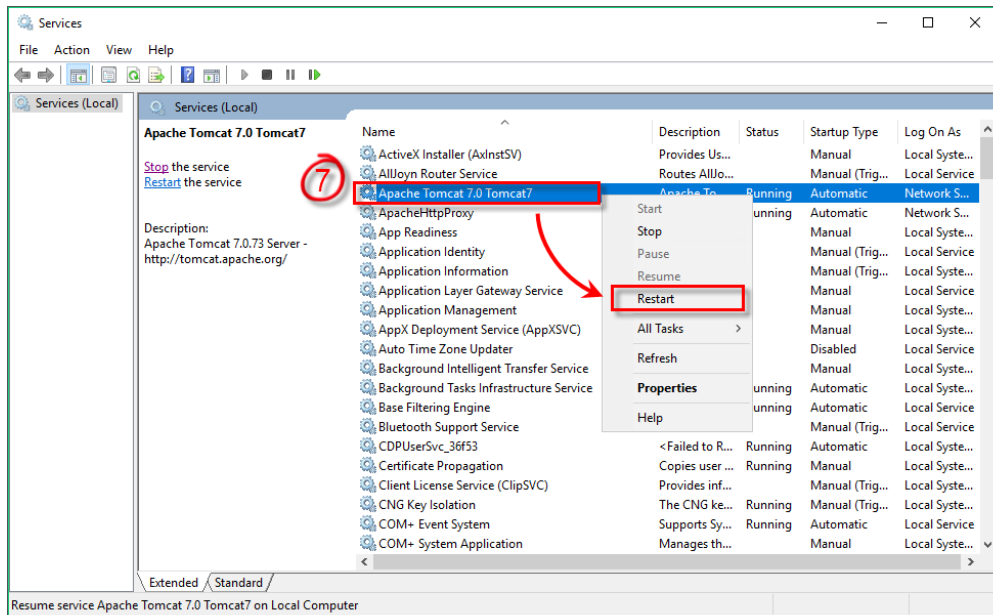 Services
File Action View Help
Services (Local)
Services (Local)
Apache Tomcat 7.0 Tomcat7
Stop the service
Restart the service
Description:
Apache Tomcat 7.0.73 Server -
http://tomcat.apache.org/
7
Name Description Status Startup Type Log On As
ActiveX Installer (AxInstSV) Provides Us... Manual Local Syste...
AllJoyn Router Service Routes AllJo... Manual (Trig... Local Service
Apache Tomcat 7.0 Tomcat7 Apache To... Running Automatic Network S...
ApacheHttpProxy unning Automatic Network S...
App Readiness Manual Local Syste...
Application Identity Manual (Trig... Local Service
Application Information Manual (Trig... Local Syste...
Application Layer Gateway Service Manual Local Service
Application Management Manual Local Syste...
AppX Deployment Service (AppXSVC) Manual Local Syste...
Auto Time Zone Updater Disabled Local Service
Background Intelligent Transfer Service Manual Local Syste...
Background Tasks Infrastructure Service unning Automatic Local Syste...
Base Filtering Engine unning Automatic Local Service
Bluetooth Support Service Manual (Trig... Local Service
CDPUserSvc_36f53 <Failed to R... Running Automatic Local Syste...
Certificate Propagation Copies user ... Running Manual Local Syste...
Client License Service (ClipSVC) Provides inf... Manual (Trig... Local Syste...
CNG Key Isolation The CNG ke... Running Manual (Trig... Local Syste...
COM+ Event System Supports Sy... Running Automatic Local Service
COM+ System Application Manages th... Manual Local Syste...
Start
Stop
Pause
Resume
Restart
All Tasks
Refresh
Properties
Help
Extended Standard
Resume service Apache Tomcat 7.0 Tomcat7 on Local Computer